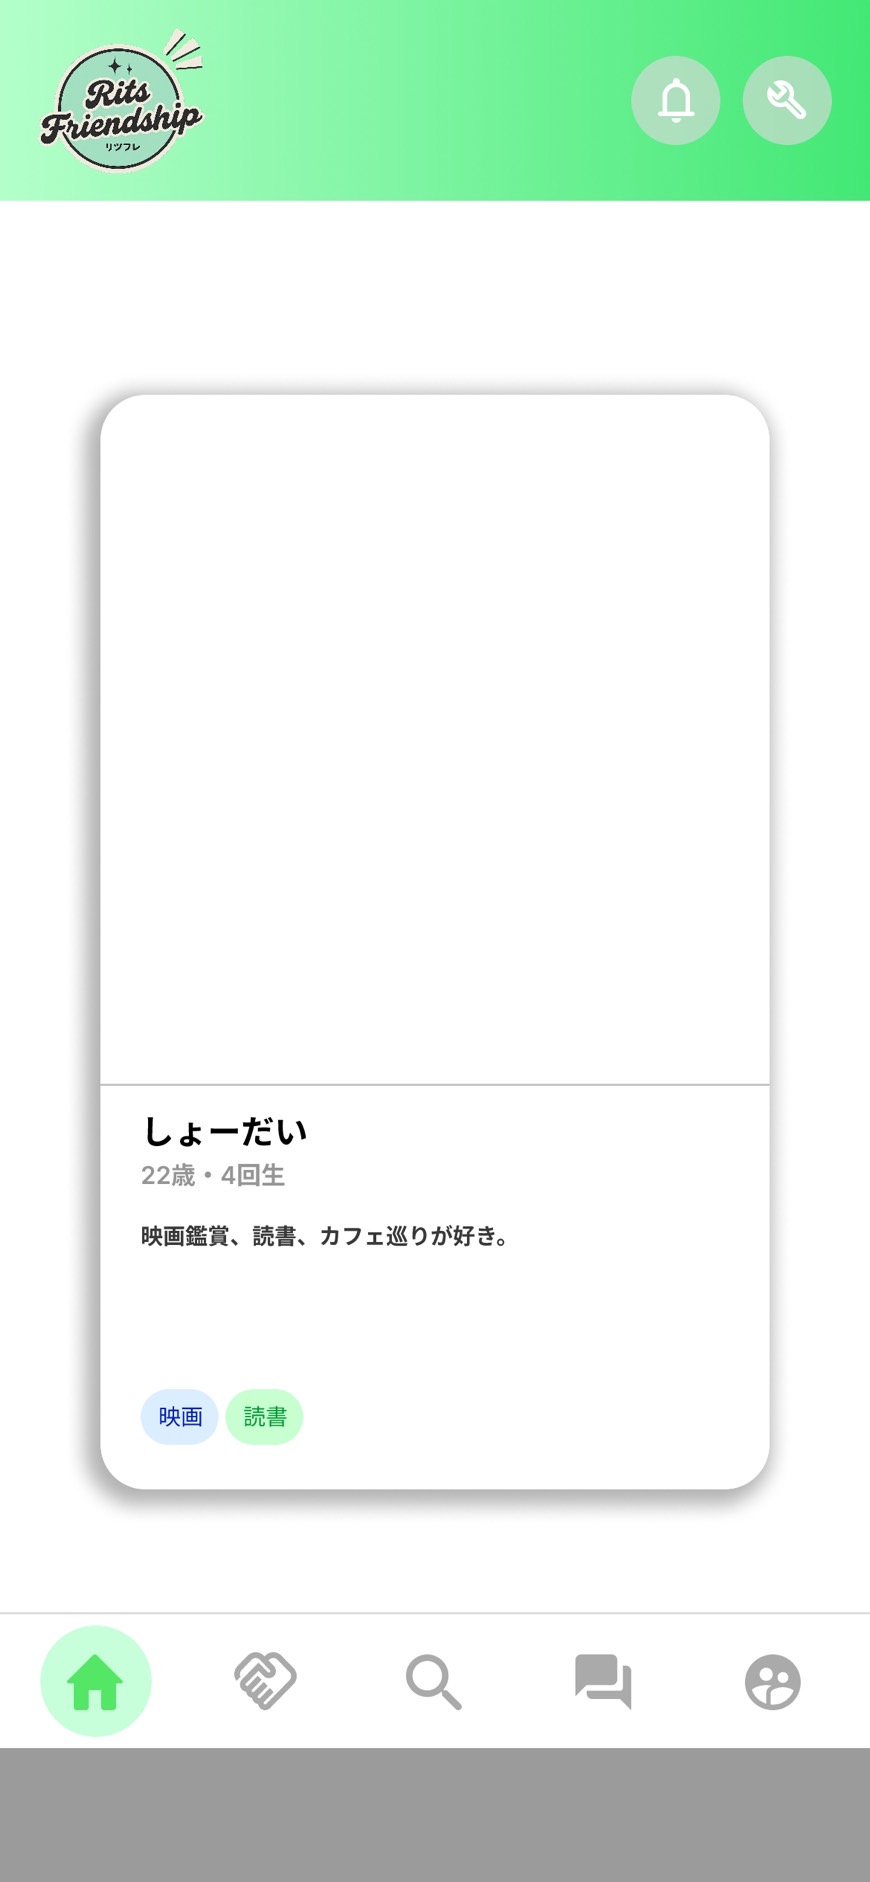 Rits
Friendship
リツフレ
しょーだい
22歳・4回生
映画鑑賞、読書、カフェ巡りが好き。
映画 読書